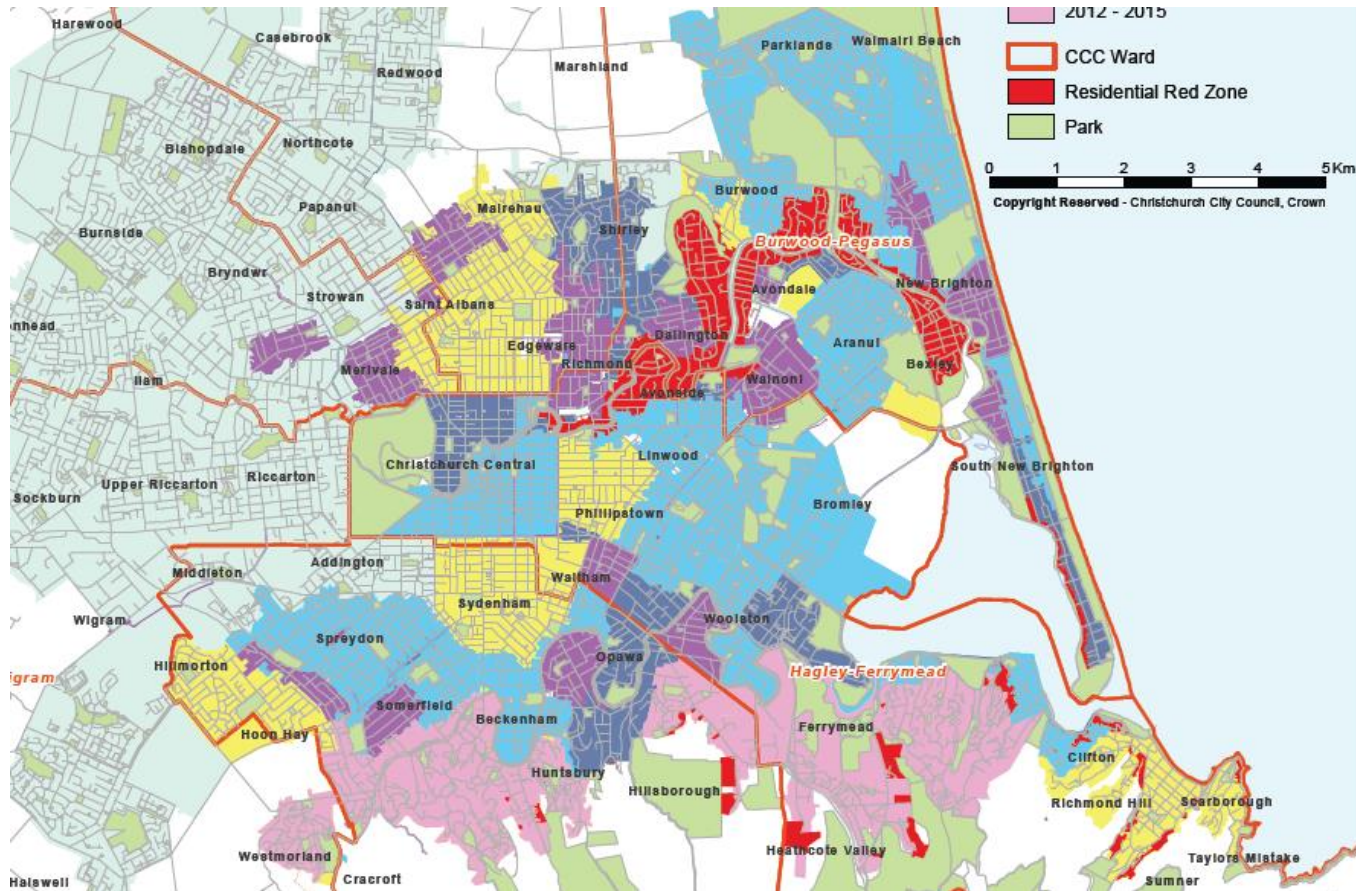 2012 - 2015
CCC Ward
Residential Red Zone
Park
0 1 2 3 4 5 Km
Copyright Reserved - Christchurch City Council, Crown
Harewood
Casebrook
Redwood
Marshland
Parklands
Waimairi Beach
Bishopdale
Northcote
Papanui
Mairehau
Shirley
Burwood
Burnside
Burwood-Pegasus
Bryndwr
Strowan
Saint Albans
Avondale
New Brighton
Edgeware
Dallington
Aranui
Ilam
Merivale
Richmond
Wainoni
Bexley
Avonside
Christchurch Central
Linwood
South New Brighton
Riccarton
Upper Riccarton
Sockburn
Phillipstown
Bromley
Addington
Middleton
Waltham
Sydenham
Wigram
Woolston
Spreydon
Opawa
Hillmorton
Hagley-Ferrymead
Somerfield
Beckenham
Hoon Hay
Ferrymead
Clifton
Huntsbury
Hillsborough
Richmond Hill
Scarborough
Westmorland
Heathcote Valley
Taylors Mistake
Halswell
Cracroft
Sumner